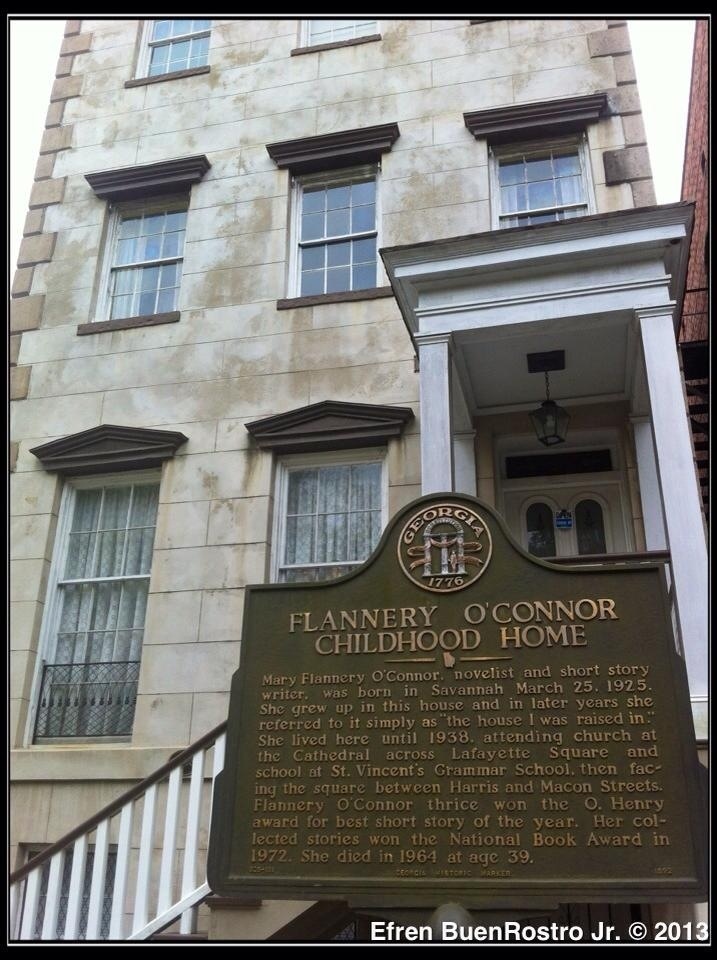 GEORGIA
1776
FLANNERY O'CONNOR
CHILDHOOD HOME
Mary Flannery O'Connor, novelist and short story
writer, was born in Savannah March 25, 1925.
She grew up in this house and in later years she
referred to it simply as "the house I was raised in."
She lived here until 1938, attending church at
the Cathedral across Lafayette Square and
school at St. Vincent's Grammar School, then fac-
ing the square between Harris and Macon Streets.
Flannery O'Connor thrice won the O. Henry
award for best short story of the year. Her col-
lected stories won the National Book Award in
1972. She died in 1964 at age 39.
GEORGIA HISTORIC MARKER
1992
Efren BuenRostro Jr. © 2013